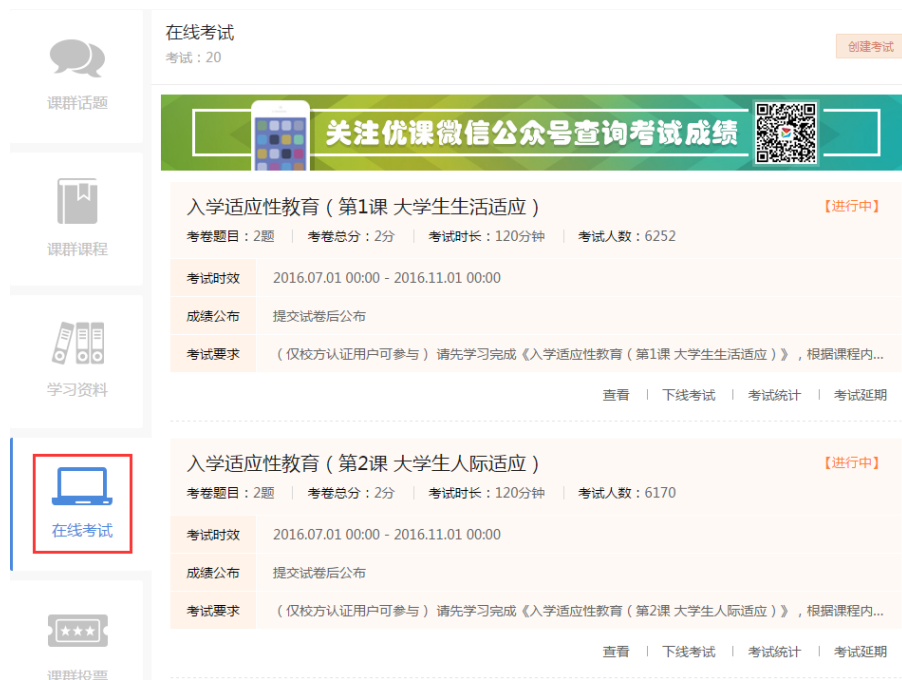 在线考试
考试：20
创建考试
课群话题
课群课程
学习资料
在线考试
课群投票
关注优课微信公众号查询考试成绩
入学适应性教育（第1课 大学生生活适应）
【进行中】
考卷题目：2题 | 考卷总分：2分 | 考试时长：120分钟 | 考试人数：6252
考试时效 2016.07.01 00:00 - 2016.11.01 00:00
成绩公布 提交试卷后公布
考试要求 （仅校方认证用户可参与）请先学习完成《入学适应性教育（第1课 大学生生活适应）》，根据课程内...
查看 | 下线考试 | 考试统计 | 考试延期
入学适应性教育（第2课 大学生人际适应）
【进行中】
考卷题目：2题 | 考卷总分：2分 | 考试时长：120分钟 | 考试人数：6170
考试时效 2016.07.01 00:00 - 2016.11.01 00:00
成绩公布 提交试卷后公布
考试要求 （仅校方认证用户可参与）请先学习完成《入学适应性教育（第2课 大学生人际适应）》，根据课程内...
查看 | 下线考试 | 考试统计 | 考试延期